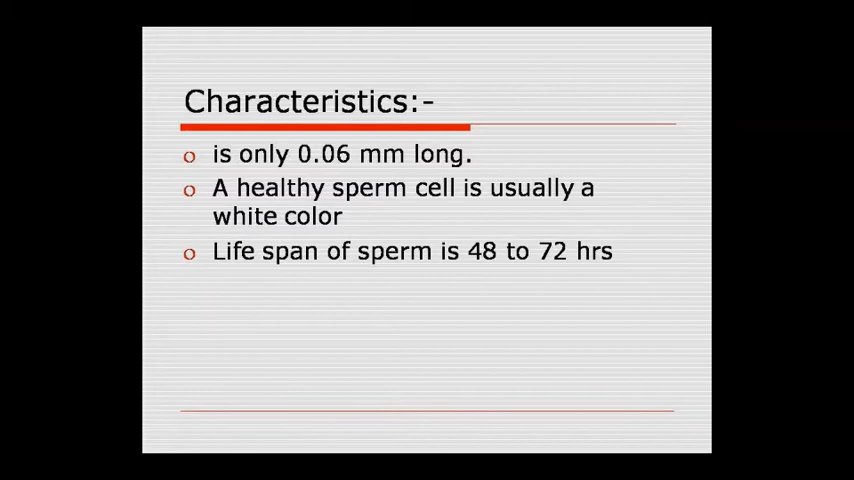 Characteristics:-
o is only 0.06 mm long.
o A healthy sperm cell is usually a
white color
o Life span of sperm is 48 to 72 hrs